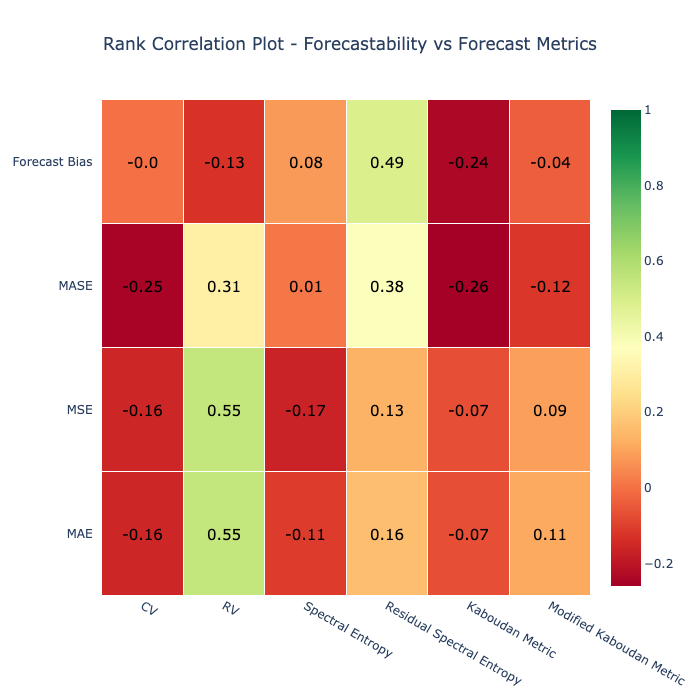 Rank Correlation Plot - Forecastability vs Forecast Metrics
Forecast Bias
-0.0
-0.13
0.08
0.49
-0.24
-0.04
MASE
-0.25
0.31
0.01
0.38
-0.26
-0.12
MSE
-0.16
0.55
-0.17
0.13
-0.07
0.09
MAE
-0.16
0.55
-0.11
0.16
-0.07
0.11
CV
RV
Spectral Entropy
Residual Spectral Entropy
Kaboudan Metric
Modified Kaboudan Metric
1
0.8
0.6
0.4
0.2
0
−0.2